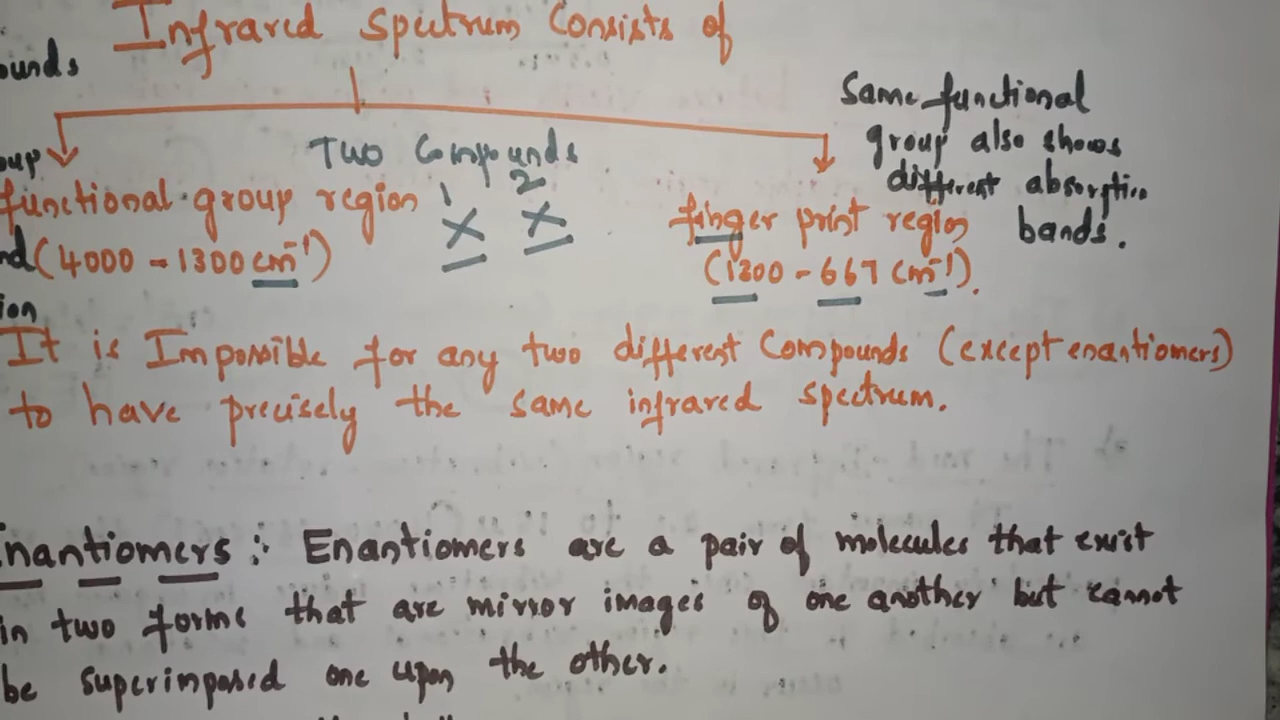 Infrared Spectrum Consists of
ounds
Same functional
group also shows
different absorption
bands.
Two Compounds
1 2
X X
oup
functional group region
nd (4000 - 1300 cm⁻¹)
ion
finger print region
(1300 - 667 cm⁻¹).
It is Impossible for any two different Compounds (except enantiomers)
to have precisely the same infrared spectrum.
nantiomers : Enantiomers are a pair of molecules that exist
in two forms that are mirror images of one another but cannot
be superimposed one upon the other.